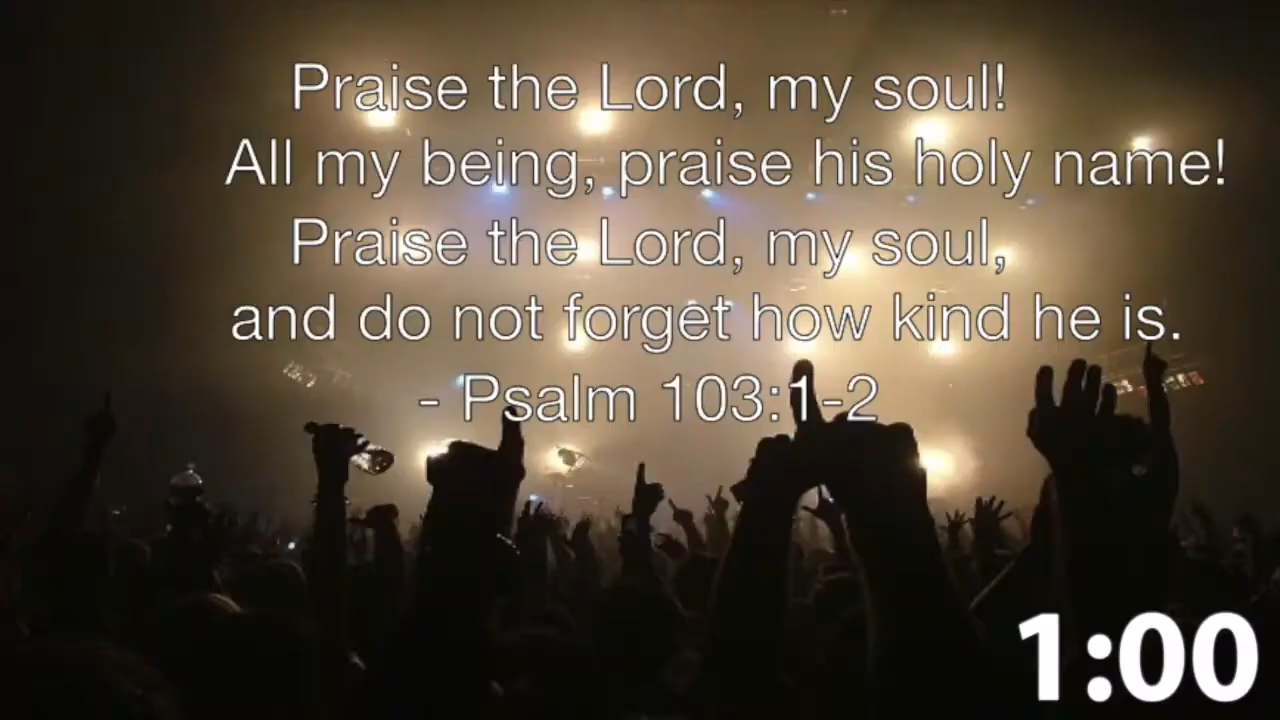 Praise the Lord, my soul!
All my being, praise his holy name!
Praise the Lord, my soul,
and do not forget how kind he is.
- Psalm 103:1-2
1:00